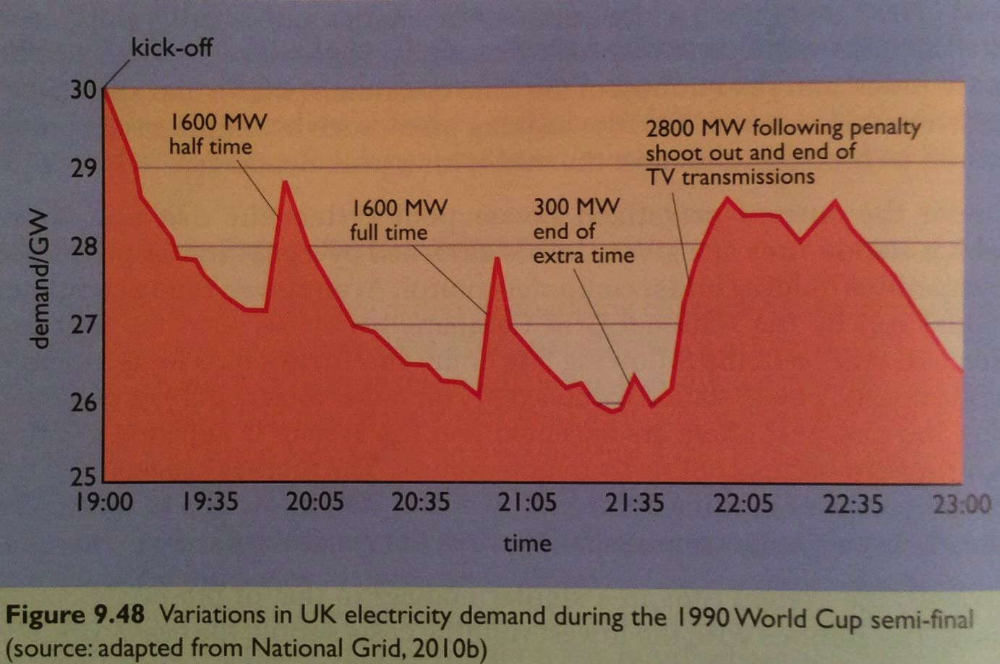 kick-off
30
1600 MW
half time
2800 MW following penalty
shoot out and end of
TV transmissions
29
1600 MW
full time
300 MW
end of
extra time
28
27
26
25
demand/GW
19:00 19:35 20:05 20:35 21:05 21:35 22:05 22:35 23:00
time
Figure 9.48 Variations in UK electricity demand during the 1990 World Cup semi-final
(source: adapted from National Grid, 2010b)